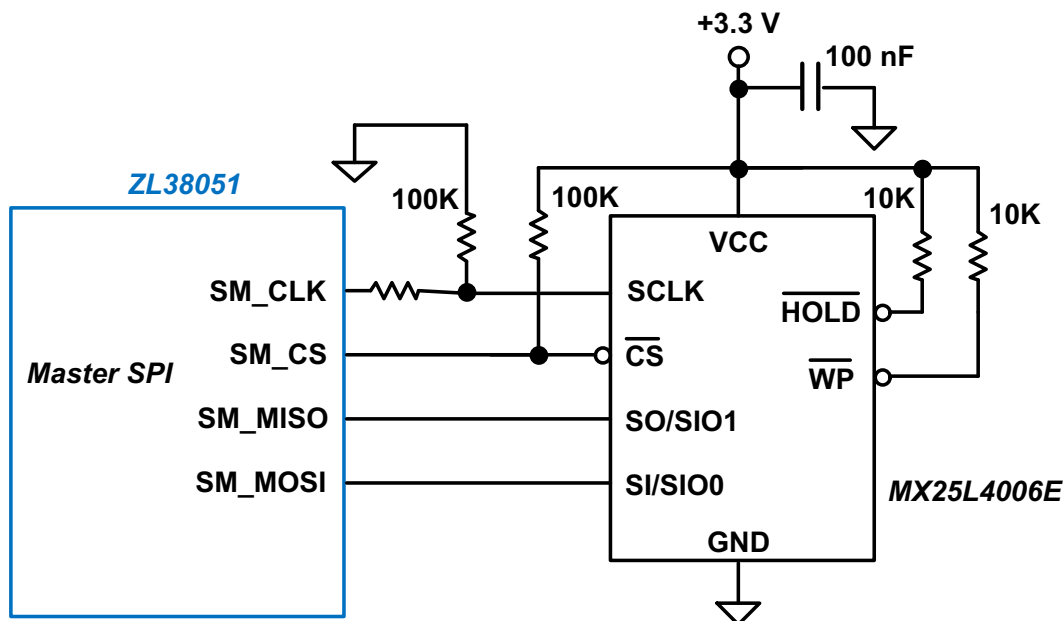 +3.3 V
100 nF
ZL38051
100K
100K
10K
10K
VCC
SM_CLK
SCLK
HOLD
SM_CS
CS
Master SPI
WP
SM_MISO
SO/SIO1
SM_MOSI
SI/SIO0
MX25L4006E
GND